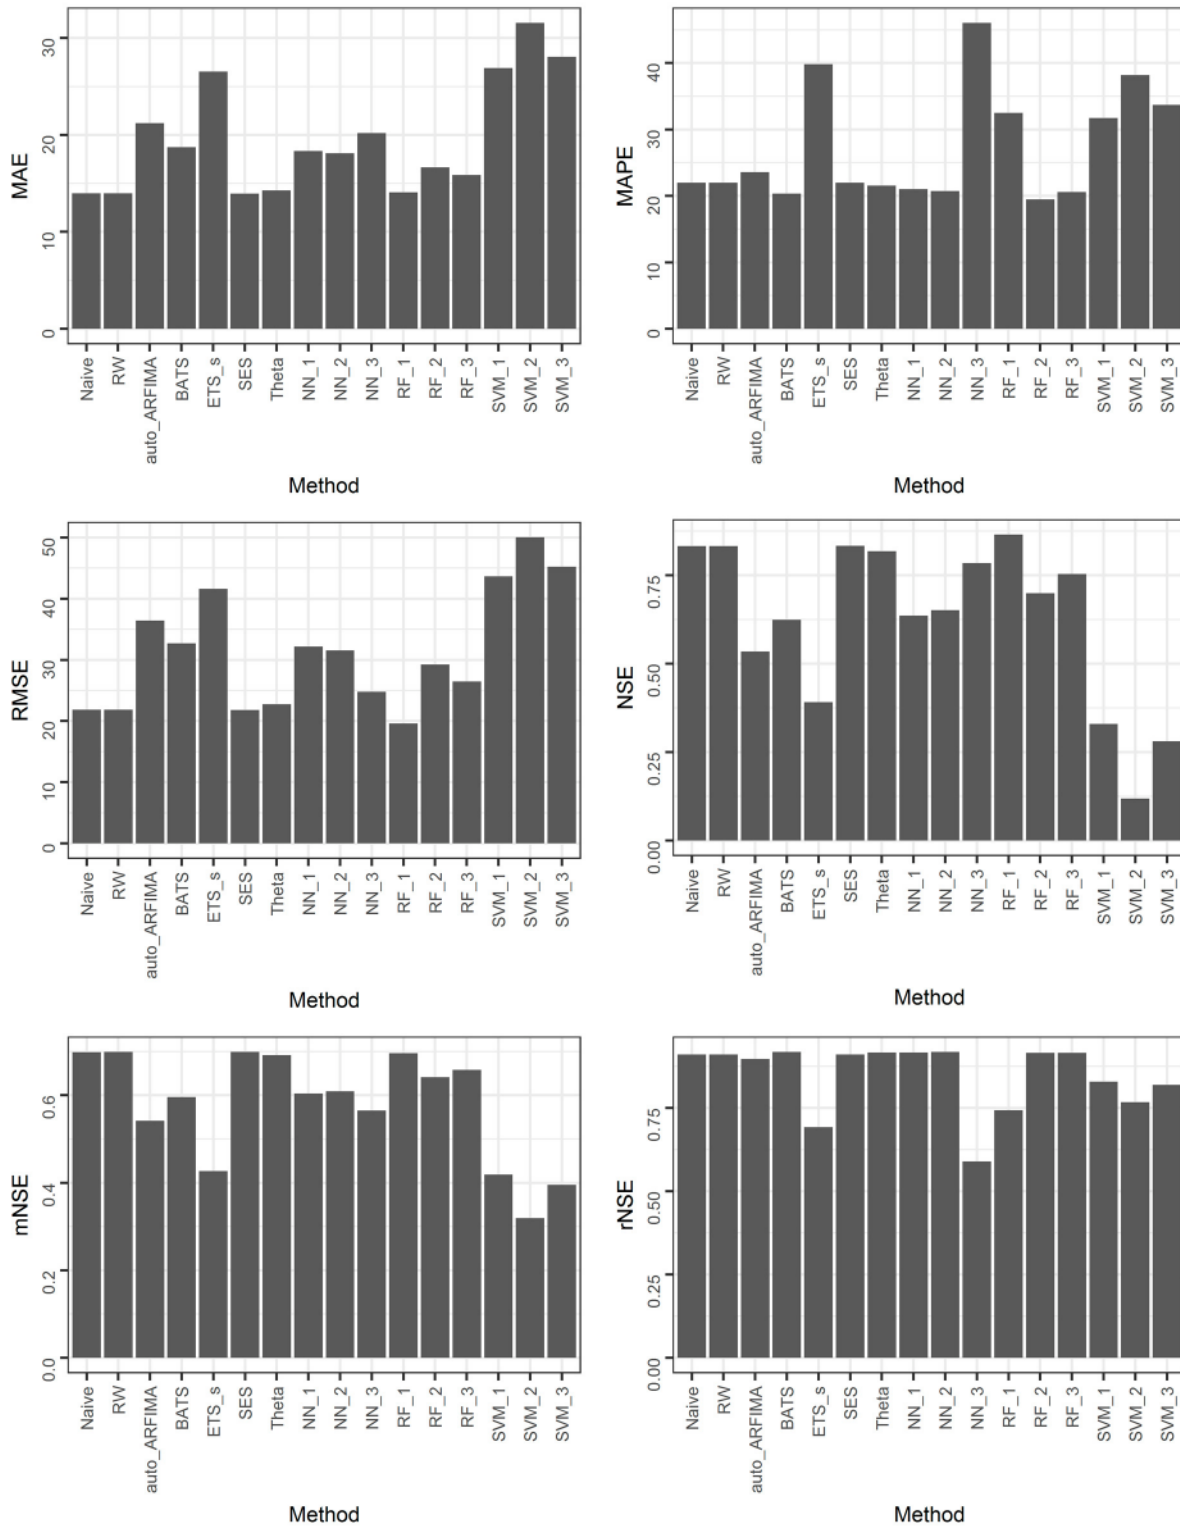 MAE
30
20
10
0
Naive
RW
auto_ARFIMA
BATS
ETS_s
SES
Theta
NN_1
NN_2
NN_3
RF_1
RF_2
RF_3
SVM_1
SVM_2
SVM_3
Method
MAPE
40
30
20
10
0
Naive
RW
auto_ARFIMA
BATS
ETS_s
SES
Theta
NN_1
NN_2
NN_3
RF_1
RF_2
RF_3
SVM_1
SVM_2
SVM_3
Method
RMSE
50
40
30
20
10
0
Naive
RW
auto_ARFIMA
BATS
ETS_s
SES
Theta
NN_1
NN_2
NN_3
RF_1
RF_2
RF_3
SVM_1
SVM_2
SVM_3
Method
NSE
0.75
0.50
0.25
0.00
Naive
RW
auto_ARFIMA
BATS
ETS_s
SES
Theta
NN_1
NN_2
NN_3
RF_1
RF_2
RF_3
SVM_1
SVM_2
SVM_3
Method
mNSE
0.6
0.4
0.2
0.0
Naive
RW
auto_ARFIMA
BATS
ETS_s
SES
Theta
NN_1
NN_2
NN_3
RF_1
RF_2
RF_3
SVM_1
SVM_2
SVM_3
Method
rNSE
0.75
0.50
0.25
0.00
Naive
RW
auto_ARFIMA
BATS
ETS_s
SES
Theta
NN_1
NN_2
NN_3
RF_1
RF_2
RF_3
SVM_1
SVM_2
SVM_3
Method